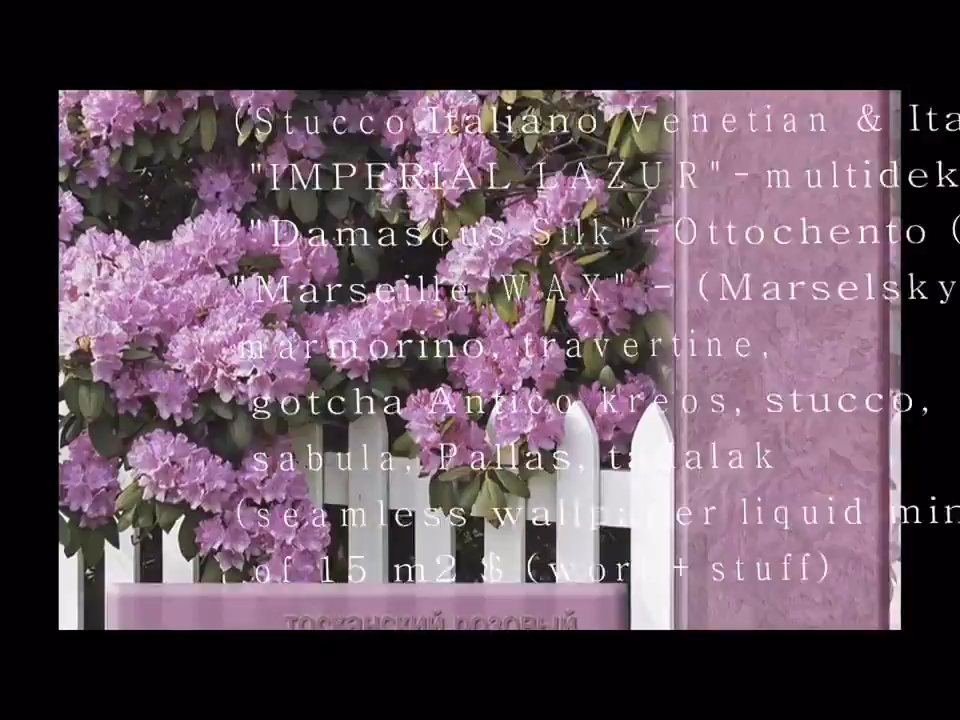 (Stucco Italiano Venetian & Ita
"IMPERIAL LAZUR"-multidek
"Damascus Silk"-Ottochento (
"Marseille WAX" - (Marselsky
marmorino, travertine,
gotcha Antico kreos, stucco,
sabula, Pallas, tadalak
(seamless wallpaper liquid min
of 15 m2 $ (work + stuff)
тосканский розовый